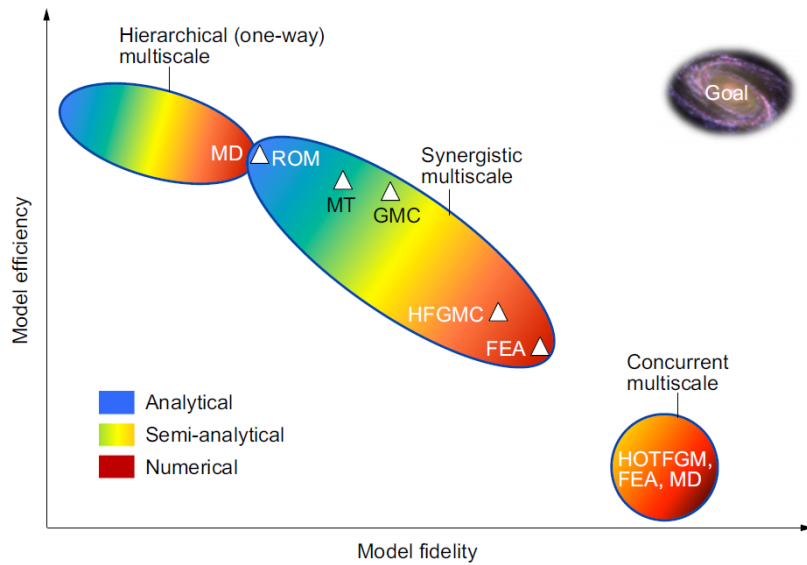 Hierarchical (one-way)
multiscale
Goal
MD
ROM
Synergistic
multiscale
MT
GMC
HFGMC
FEA
Concurrent
multiscale
HOTFGM,
FEA, MD
Analytical
Semi-analytical
Numerical
Model efficiency
Model fidelity